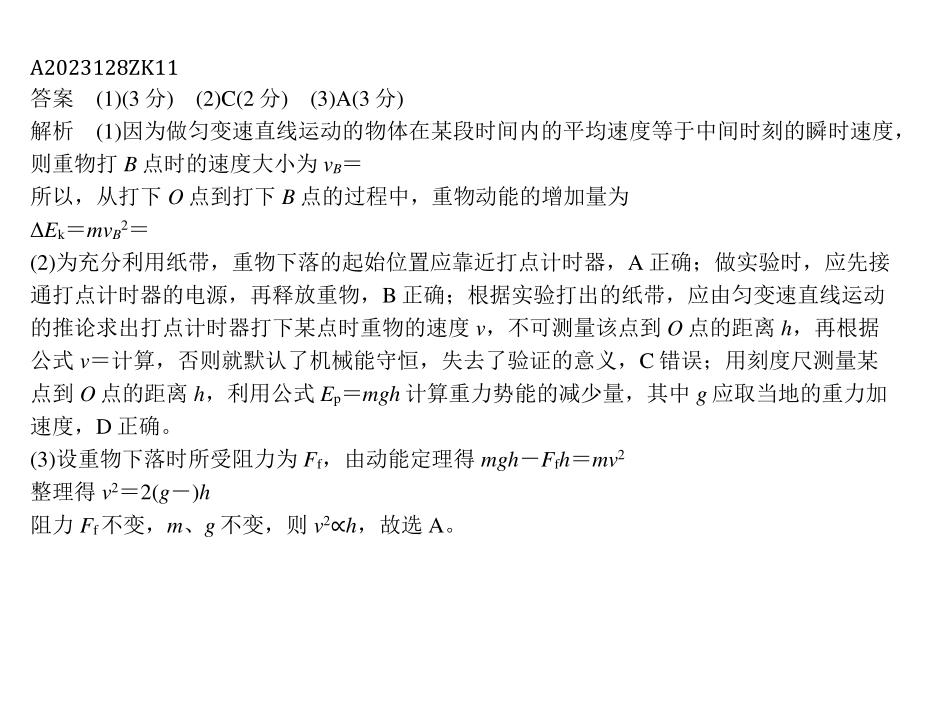 A2023128ZK11
答案　(1)(3 分)　(2)C(2 分)　(3)A(3 分)
解析　(1)因为做匀变速直线运动的物体在某段时间内的平均速度等于中间时刻的瞬时速度，
则重物打 B 点时的速度大小为 vB＝
所以，从打下 O 点到打下 B 点的过程中，重物动能的增加量为
ΔEk＝mvB²＝
(2)为充分利用纸带，重物下落的起始位置应靠近打点计时器，A 正确；做实验时，应先接
通打点计时器的电源，再释放重物，B 正确；根据实验打出的纸带，应由匀变速直线运动
的推论求出打点计时器打下某点时重物的速度 v，不可测量该点到 O 点的距离 h，再根据
公式 v＝计算，否则就默认了机械能守恒，失去了验证的意义，C 错误；用刻度尺测量某
点到 O 点的距离 h，利用公式 Ep＝mgh 计算重力势能的减少量，其中 g 应取当地的重力加
速度，D 正确。
(3)设重物下落时所受阻力为 Ff，由动能定理得 mgh－Ffh＝mv²
整理得 v²＝2(g－)h
阻力 Ff 不变，m、g 不变，则 v²∝h，故选 A。